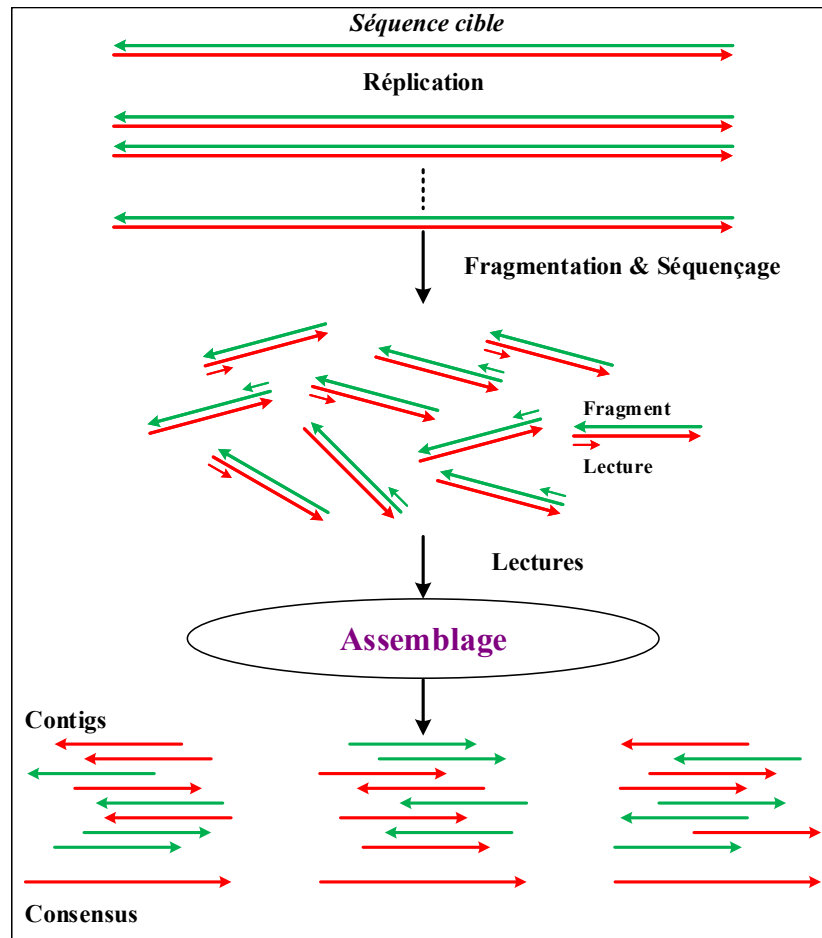 Séquence cible
Réplication
Fragmentation & Séquençage
Fragment
Lecture
Lectures
Assemblage
Contigs
Consensus